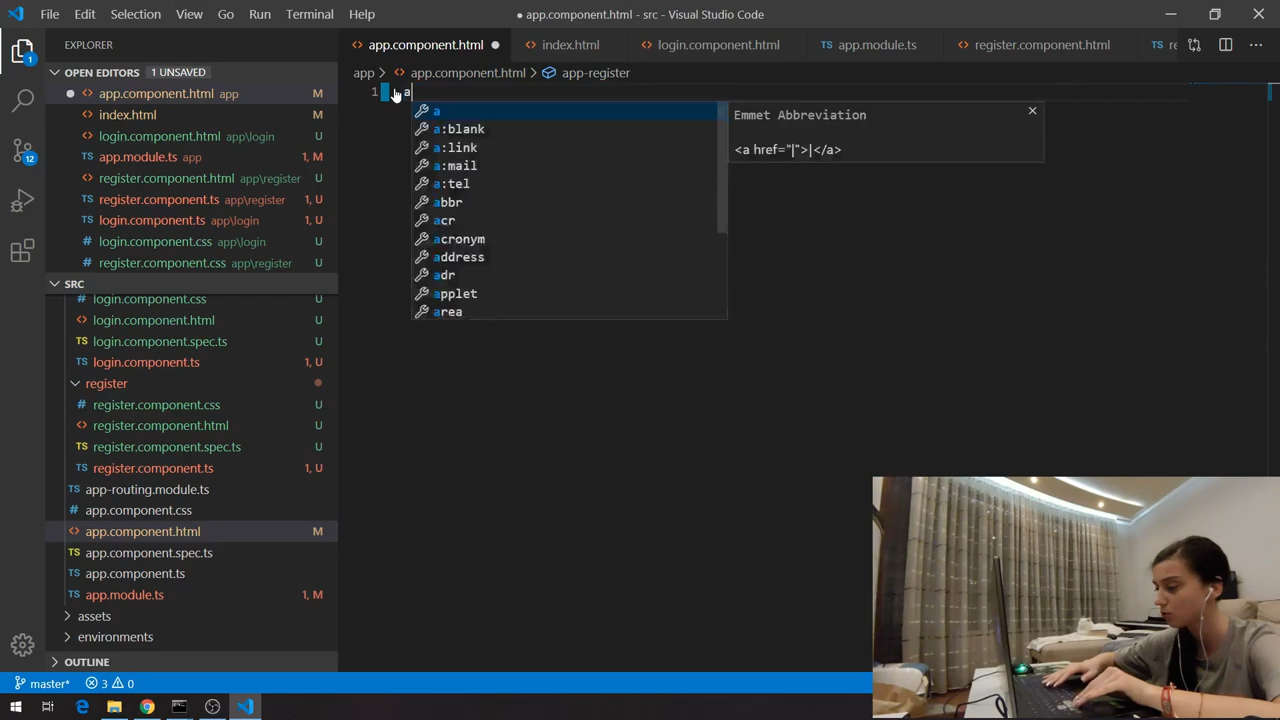 File Edit Selection View Go Run Terminal Help
● app.component.html - src - Visual Studio Code
EXPLORER
OPEN EDITORS 1 UNSAVED
app.component.html app M
index.html
login.component.html app\login U
app.module.ts app 1, M
register.component.html app\register U
register.component.ts app\register 1, U
login.component.ts app\login 1, U
login.component.css app\login U
register.component.css app\register U
SRC
login.component.css U
login.component.html U
login.component.spec.ts U
login.component.ts 1, U
register
register.component.css U
register.component.html U
register.component.spec.ts U
register.component.ts 1, U
app-routing.module.ts
app.component.css
app.component.html M
app.component.spec.ts
app.component.ts
app.module.ts 1, M
assets
environments
OUTLINE
app.component.html index.html login.component.html app.module.ts register.component.html re
app > app.component.html > app-register
1 a
a
a:blank
a:link
a:mail
a:tel
abbr
acr
acronym
address
adr
applet
area
Emmet Abbreviation
<a href="|">|</a>
1
12
master* 3 0